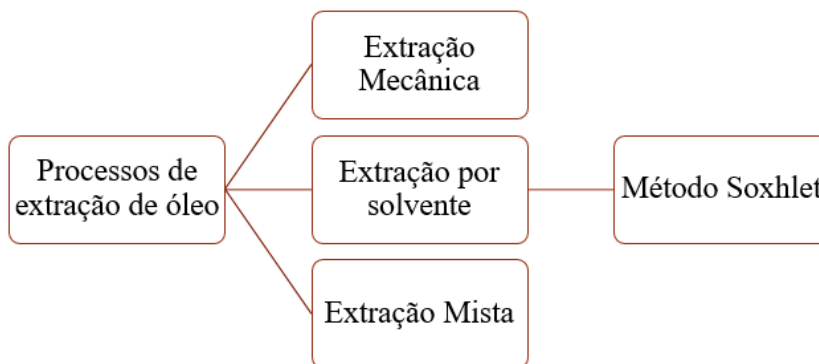 Processos de
extração de óleo
Extração
Mecânica
Extração por
solvente
Extração Mista
Método Soxhlet